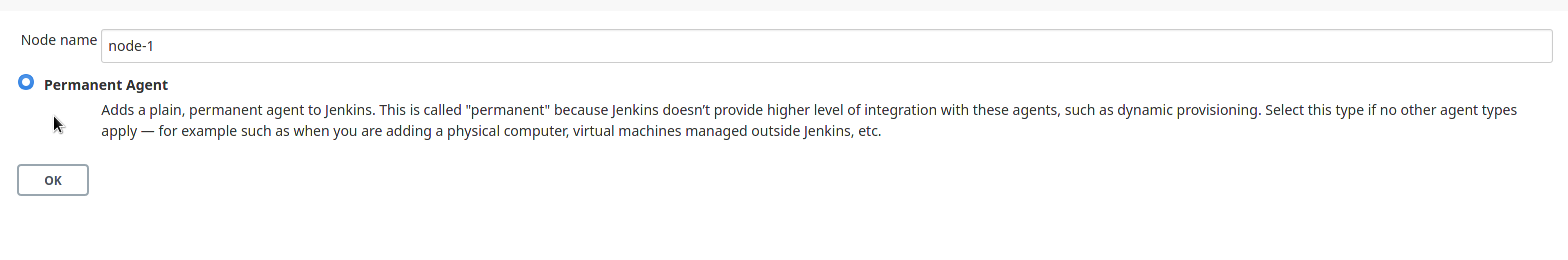 Node name node-1
Permanent Agent
Adds a plain, permanent agent to Jenkins. This is called "permanent" because Jenkins doesn’t provide higher level of integration with these agents, such as dynamic provisioning. Select this type if no other agent types
apply — for example such as when you are adding a physical computer, virtual machines managed outside Jenkins, etc.
OK